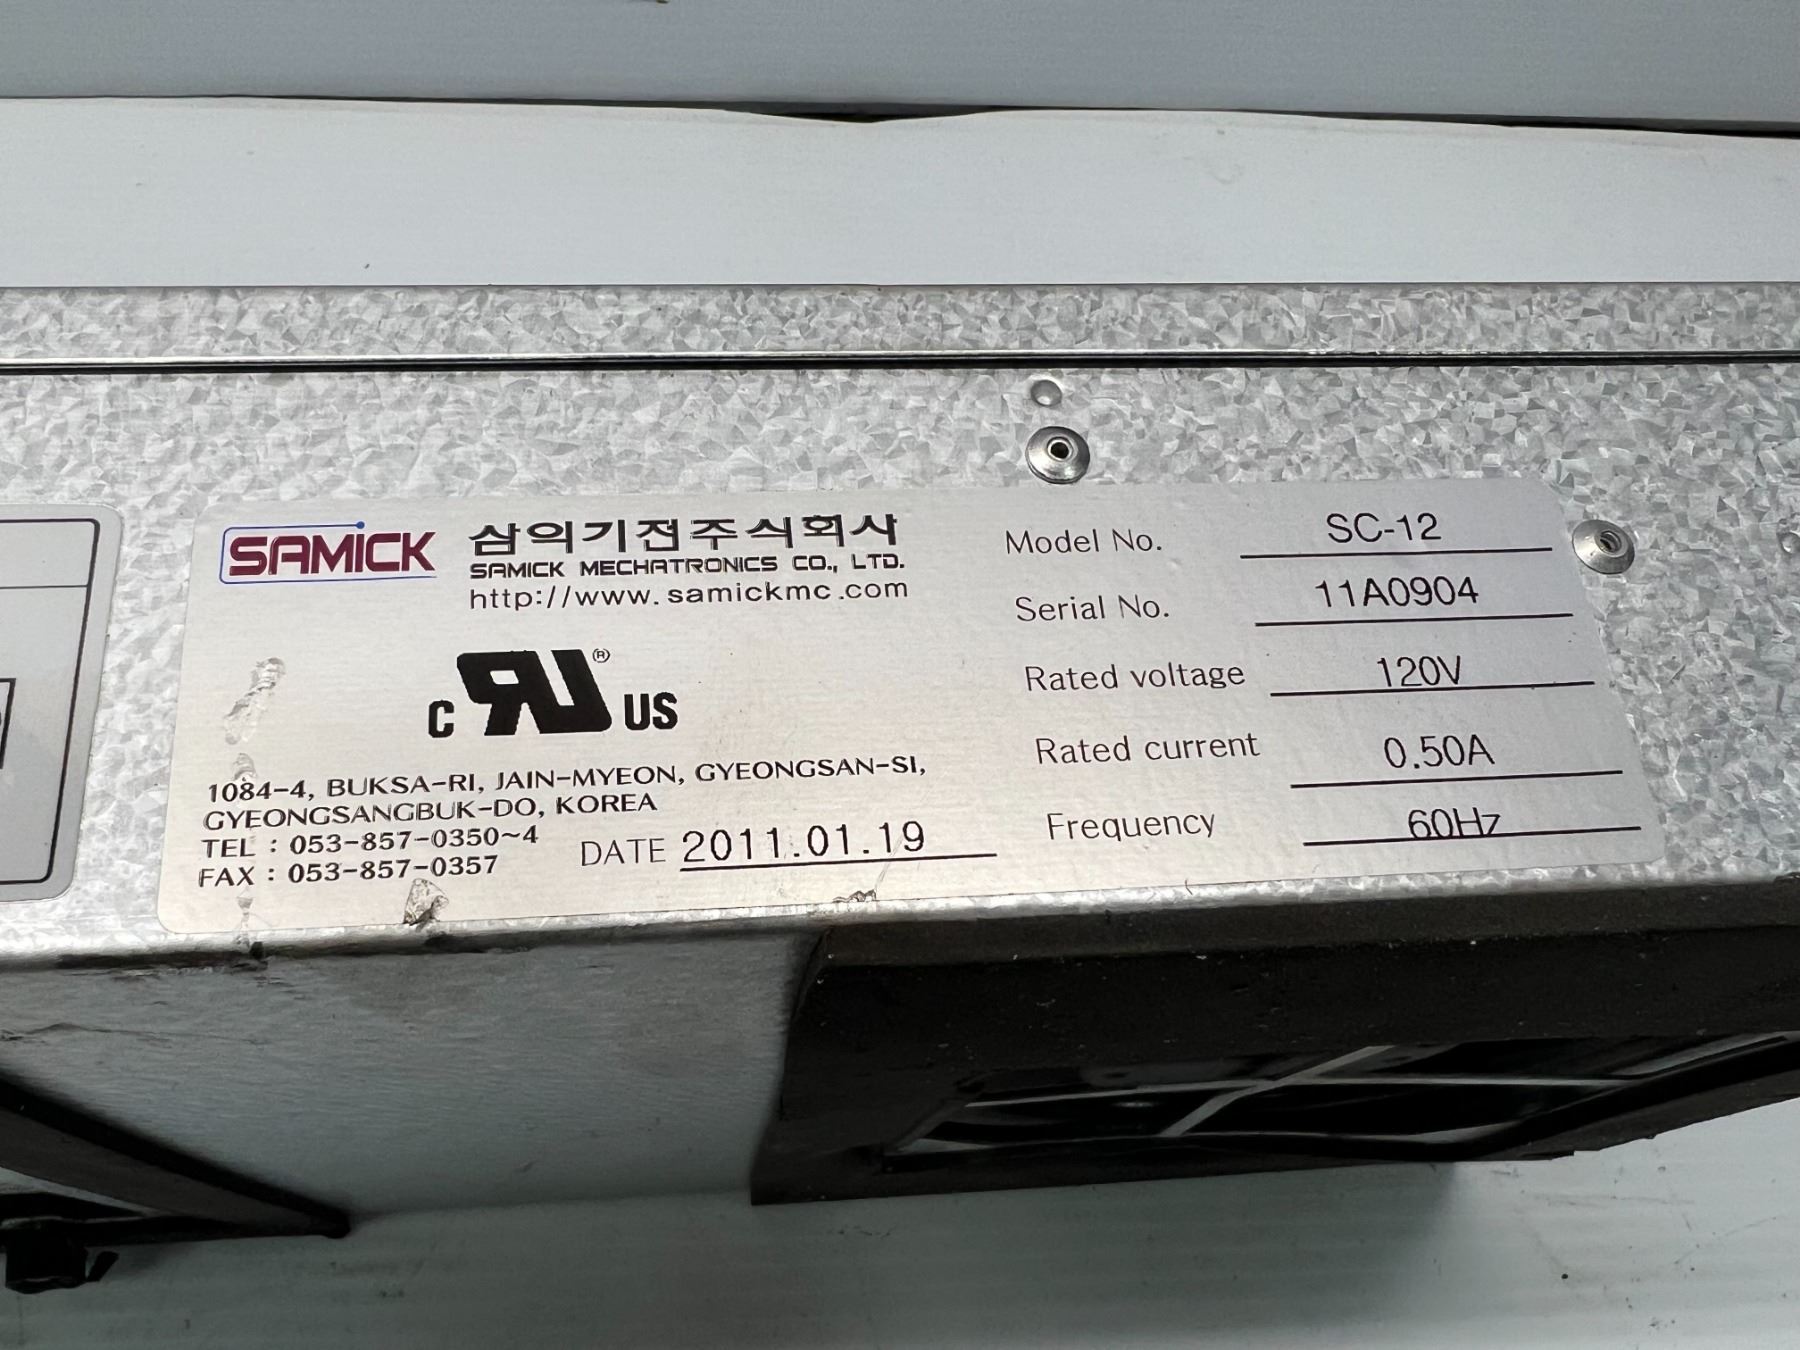 SAMICK
삼익기전주식회사
SAMICK MECHATRONICS CO., LTD.
http://www.samickmc.com
c RU® US
1084-4, BUKSA-RI, JAIN-MYEON, GYEONGSAN-SI,
GYEONGSANGBUK-DO, KOREA
TEL : 053-857-0350~4
FAX : 053-857-0357
DATE 2011.01.19
Model No. SC-12
Serial No. 11A0904
Rated voltage 120V
Rated current 0.50A
Frequency 60Hz